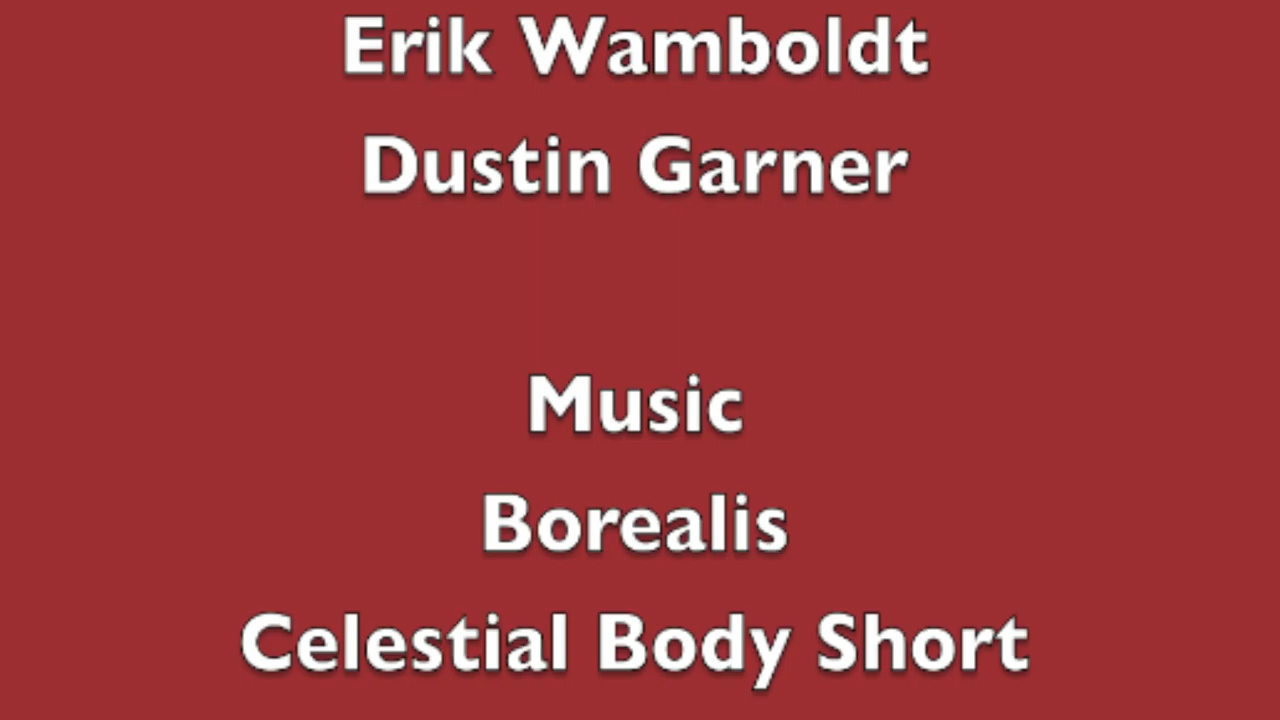 Erik Wamboldt
Dustin Garner
Music
Borealis
Celestial Body Short